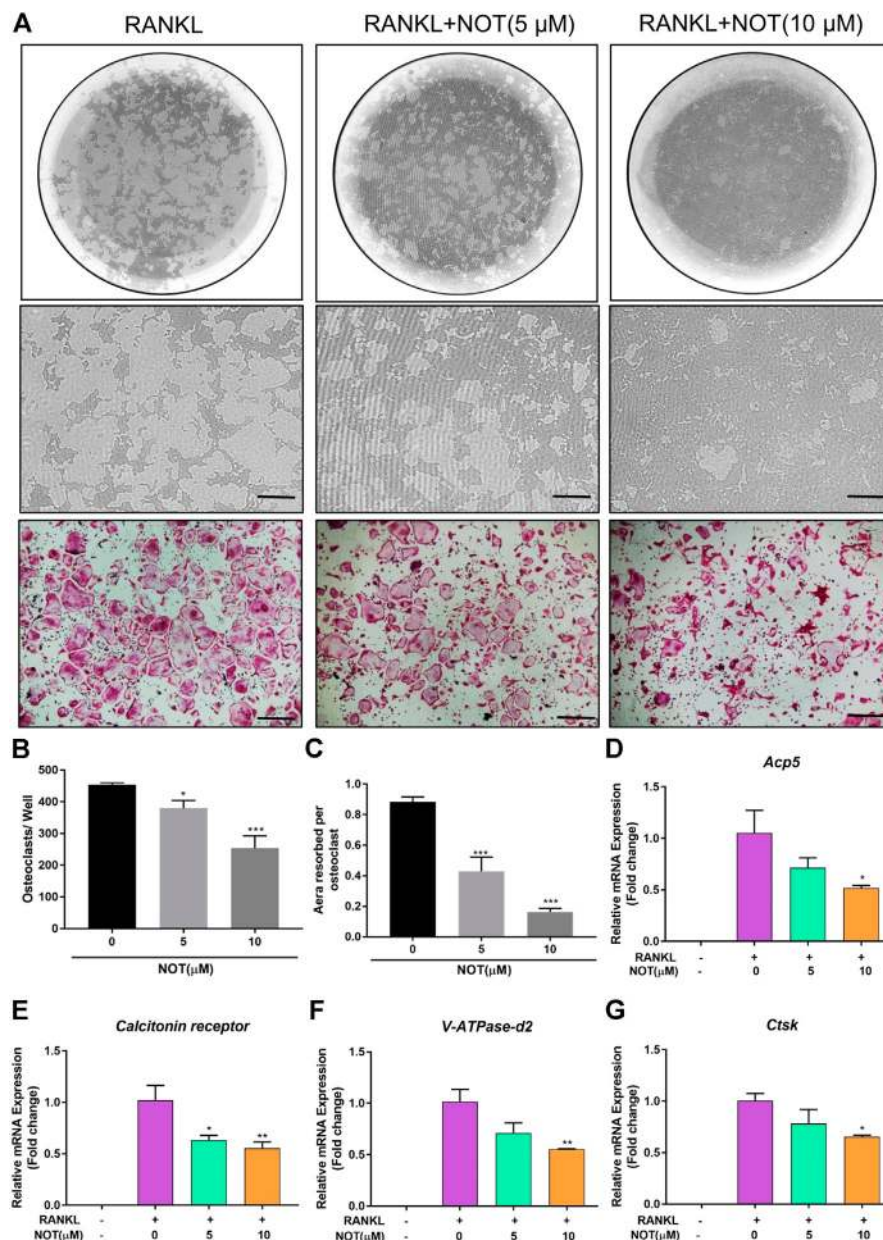 A
RANKL
RANKL+NOT(5 μM)
RANKL+NOT(10 μM)
B
Osteoclasts/ Well
500
400
300
200
100
0
*
***
0 5 10
NOT(μM)
C
Aera resorbed per
osteoclast
1.0
0.8
0.6
0.4
0.2
0.0
***
***
0 5 10
NOT(μM)
D
Acp5
Relative mRNA Expression
(Fold change)
1.5
1.0
0.5
0.0
*
RANKL - + + +
NOT(μM) - 0 5 10
E
Calcitonin receptor
Relative mRNA Expression
(Fold change)
1.5
1.0
0.5
0.0
*
**
RANKL - + + +
NOT(μM) - 0 5 10
F
V-ATPase-d2
Relative mRNA Expression
(Fold change)
1.5
1.0
0.5
0.0
**
RANKL - + + +
NOT(μM) - 0 5 10
G
Ctsk
Relative mRNA Expression
(Fold change)
1.5
1.0
0.5
0.0
*
RANKL - + + +
NOT(μM) - 0 5 10